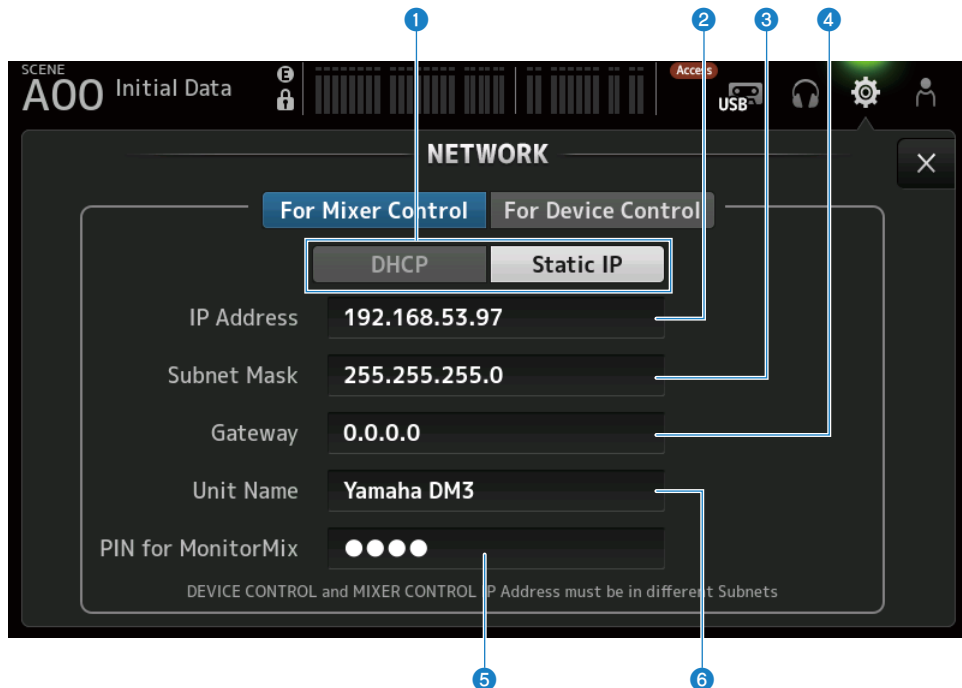 1 2 3 4
SCENE
A00 Initial Data
E
Access
USB
NETWORK
For Mixer Control For Device Control
DHCP Static IP
IP Address 192.168.53.97
Subnet Mask 255.255.255.0
Gateway 0.0.0.0
Unit Name Yamaha DM3
PIN for MonitorMix ●●●●
DEVICE CONTROL and MIXER CONTROL IP Address must be in different Subnets
5 6